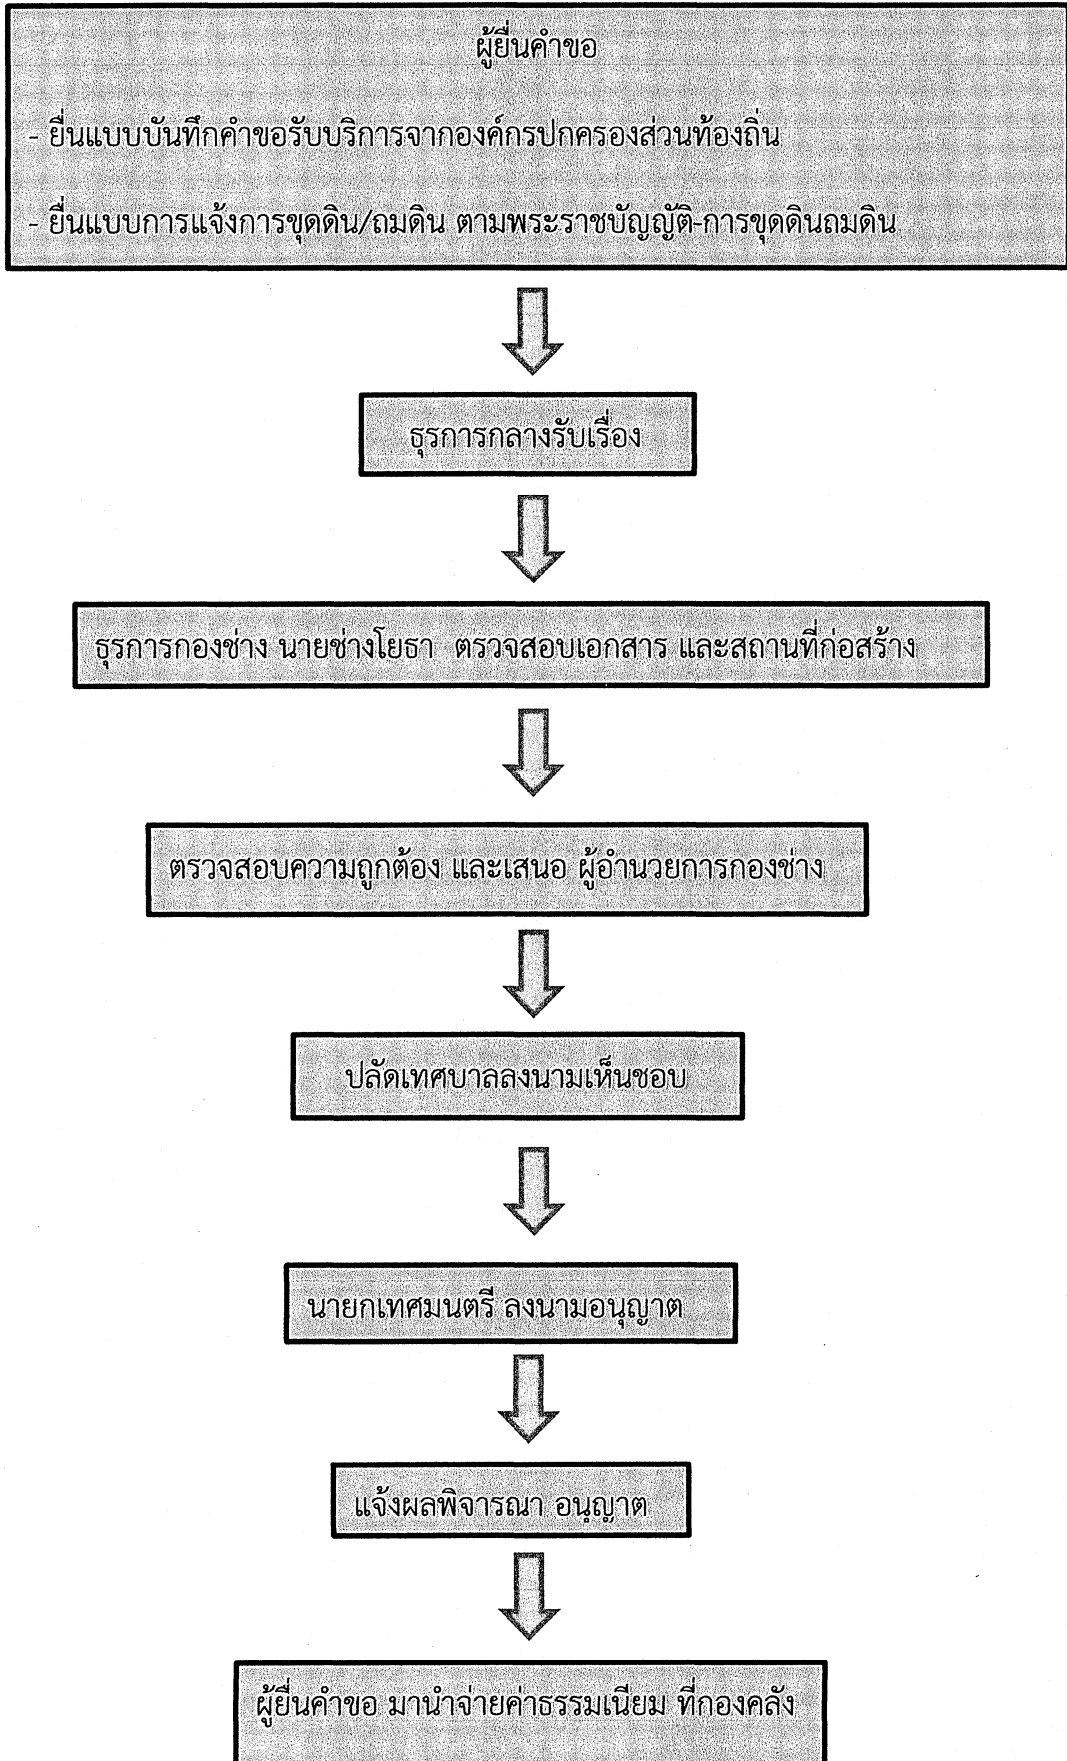 ผู้ยื่นคำขอ
- ยื่นแบบบันทึกคำขอรับบริการจากองค์กรปกครองส่วนท้องถิ่น
- ยื่นแบบการแจ้งการขุดดิน/ถมดิน ตามพระราชบัญญัติ-การขุดดินถมดิน
ธุรการกลางรับเรื่อง
ธุรการกองช่าง นายช่างโยธา ตรวจสอบเอกสาร และสถานที่ก่อสร้าง
ตรวจสอบความถูกต้อง และเสนอ ผู้อำนวยการกองช่าง
ปลัดเทศบาลลงนามเห็นชอบ
นายกเทศมนตรี ลงนามอนุญาต
แจ้งผลพิจารณา อนุญาต
ผู้ยื่นคำขอ มานำจ่ายค่าธรรมเนียม ที่กองคลัง